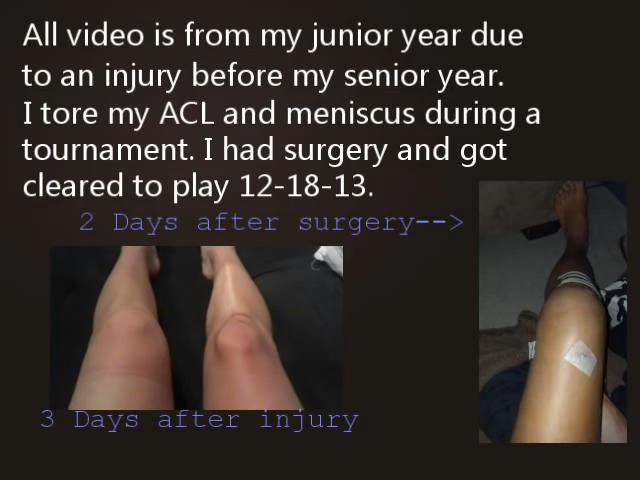 All video is from my junior year due
to an injury before my senior year.
I tore my ACL and meniscus during a
tournament. I had surgery and got
cleared to play 12-18-13.
2 Days after surgery-->
3 Days after injury